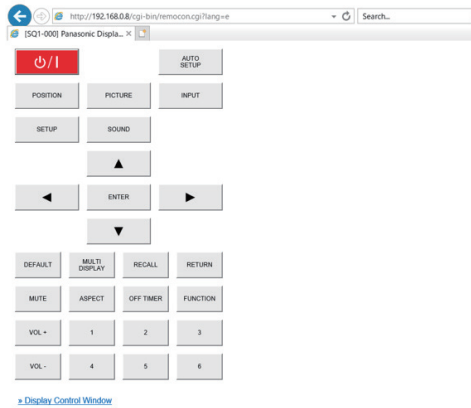 http://192.168.0.8/cgi-bin/remocon.cgi?lang=e
Search...
[SQ1-000] Panasonic Displa...
AUTO
SETUP
POSITION PICTURE INPUT
SETUP SOUND
ENTER
DEFAULT MULTI DISPLAY RECALL RETURN
MUTE ASPECT OFF TIMER FUNCTION
VOL + 1 2 3
VOL - 4 5 6
» Display Control Window